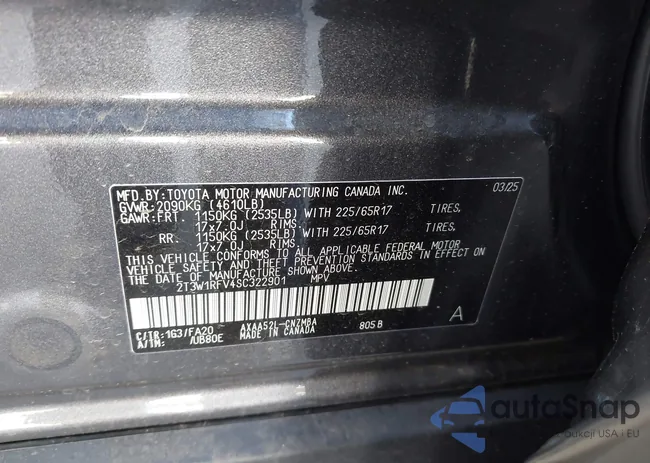 MFD. BY: TOYOTA MOTOR MANUFACTURING CANADA INC. 03/25
GVWR: 2090KG (4610LB)
GAWR: FRT. 1150KG (2535LB) WITH 225/65R17 TIRES.
17x7.0J RIMS
RR. 1150KG (2535LB) WITH 225/65R17 TIRES.
17x7.0J RIMS
THIS VEHICLE CONFORMS TO ALL APPLICABLE FEDERAL MOTOR
VEHICLE SAFETY AND THEFT PREVENTION STANDARDS IN EFFECT ON
THE DATE OF MANUFACTURE SHOWN ABOVE.
2T3W1RFV4SC322901 MPV
C/TR: 1G3/FA20 AXAA52L-CNZMBA 805B A
A/TM: /UB80E MADE IN CANADA
autoSnap
aukcji USA i EU